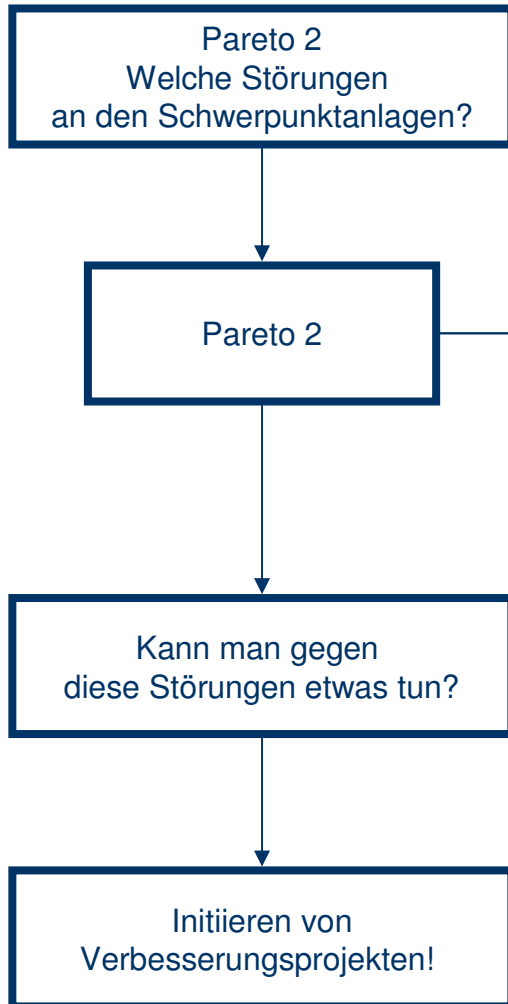 Pareto 2
Welche Störungen
an den Schwerpunktanlagen?
Pareto 2
Kann man gegen
diese Störungen etwas tun?
Initiieren von
Verbesserungsprojekten!